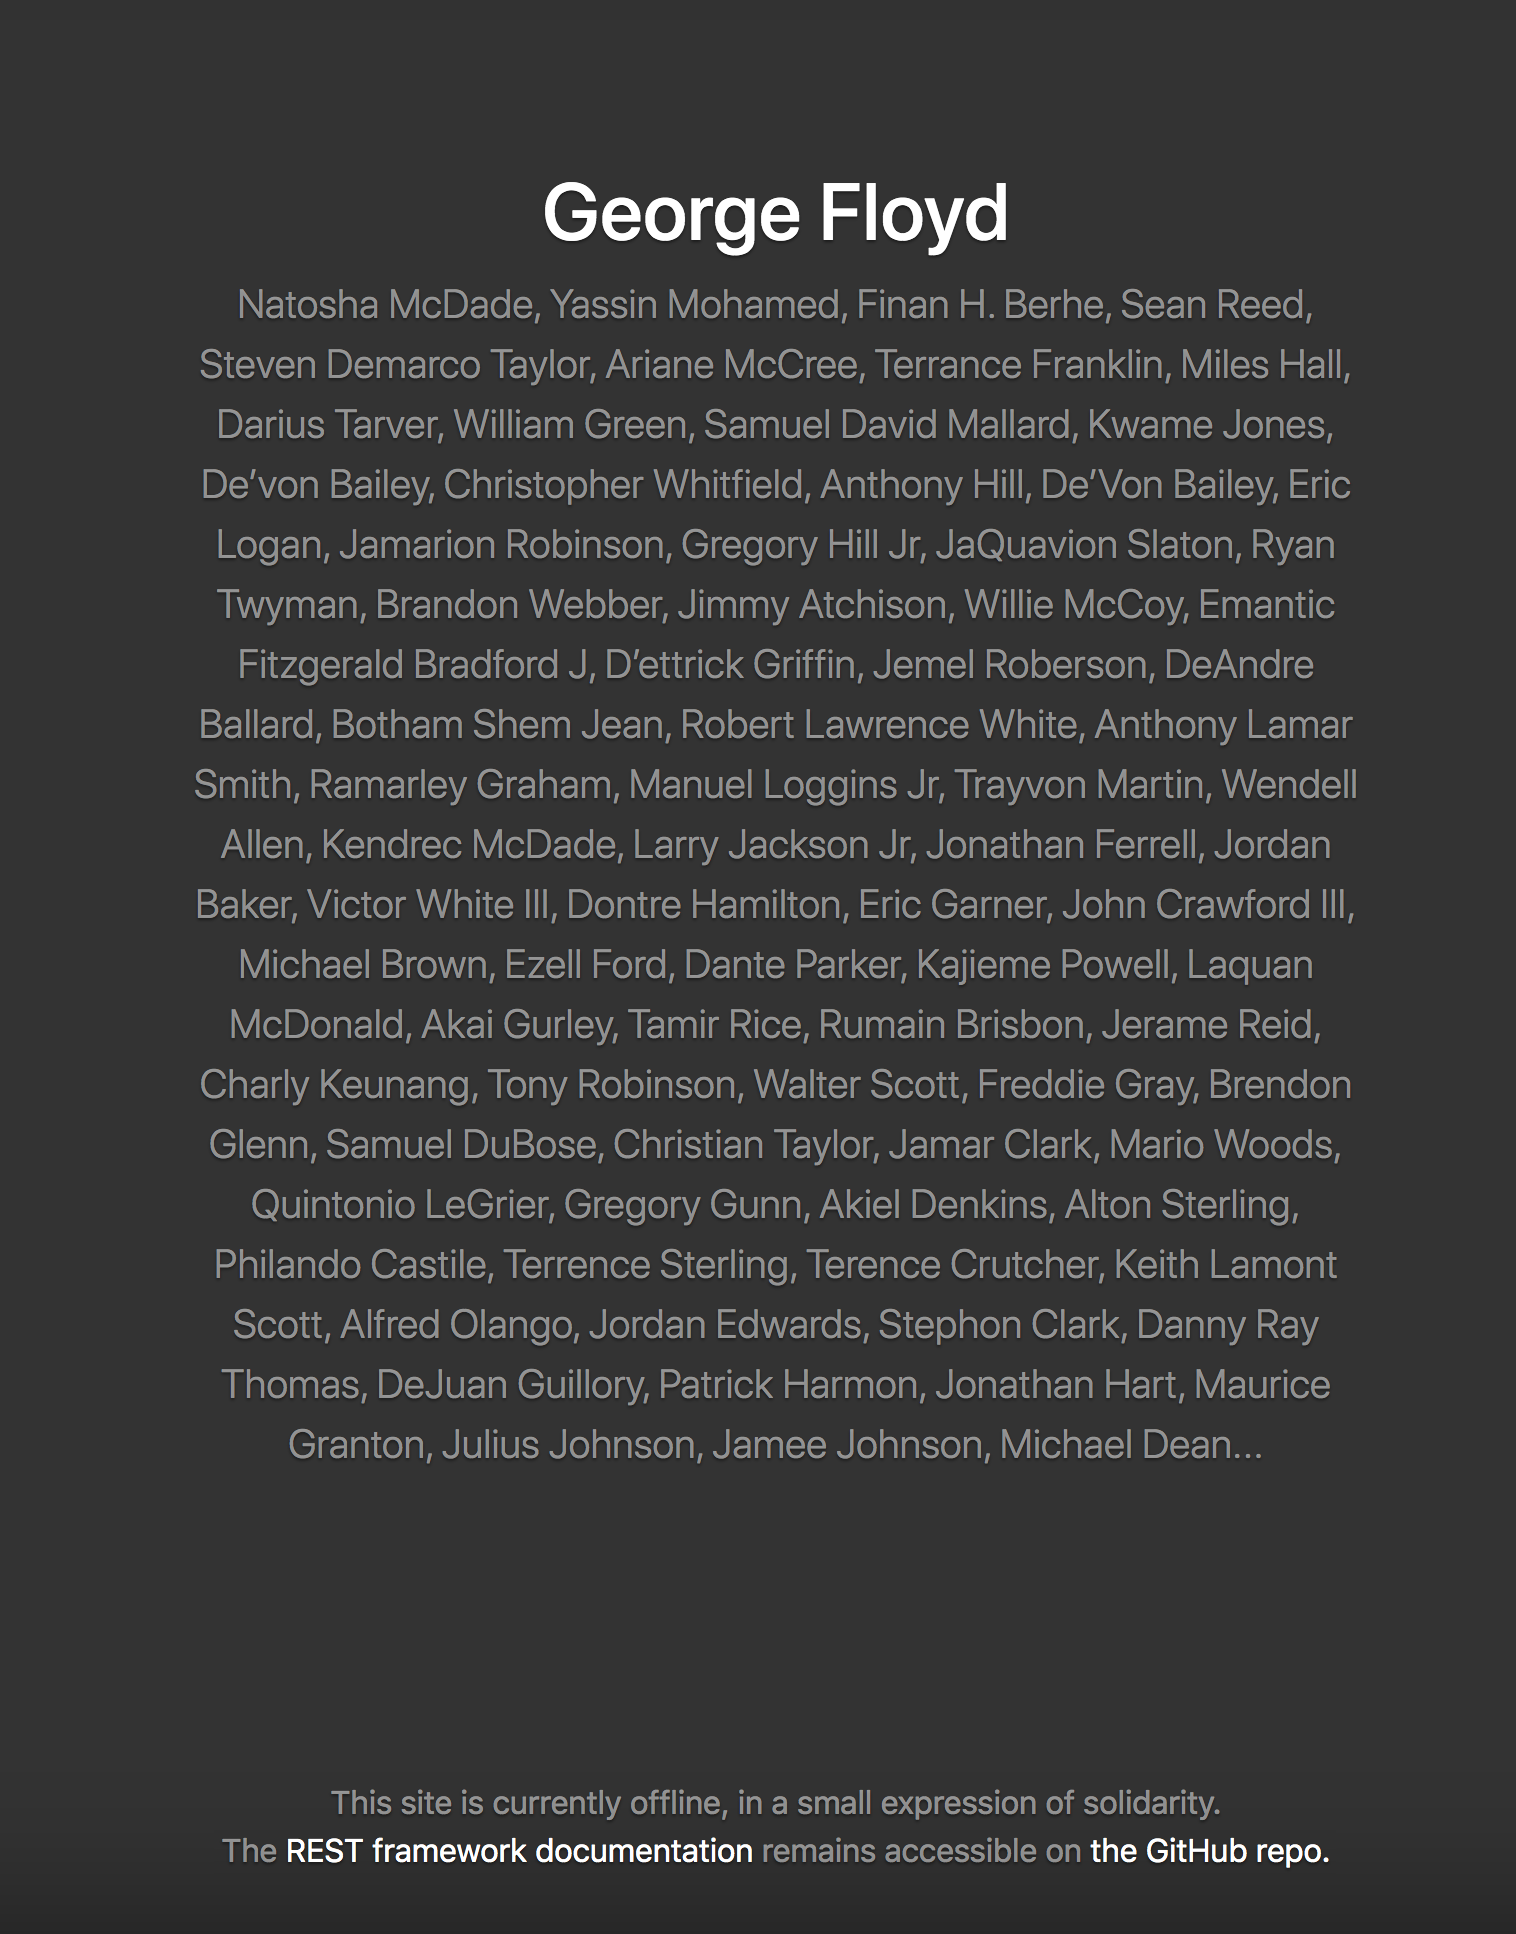 George Floyd
Natosha McDade, Yassin Mohamed, Finan H. Berhe, Sean Reed,
Steven Demarco Taylor, Ariane McCree, Terrance Franklin, Miles Hall,
Darius Tarver, William Green, Samuel David Mallard, Kwame Jones,
De’von Bailey, Christopher Whitfield, Anthony Hill, De’Von Bailey, Eric
Logan, Jamarion Robinson, Gregory Hill Jr, JaQuavion Slaton, Ryan
Twyman, Brandon Webber, Jimmy Atchison, Willie McCoy, Emantic
Fitzgerald Bradford J, D’ettrick Griffin, Jemel Roberson, DeAndre
Ballard, Botham Shem Jean, Robert Lawrence White, Anthony Lamar
Smith, Ramarley Graham, Manuel Loggins Jr, Trayvon Martin, Wendell
Allen, Kendrec McDade, Larry Jackson Jr, Jonathan Ferrell, Jordan
Baker, Victor White III, Dontre Hamilton, Eric Garner, John Crawford III,
Michael Brown, Ezell Ford, Dante Parker, Kajieme Powell, Laquan
McDonald, Akai Gurley, Tamir Rice, Rumain Brisbon, Jerame Reid,
Charly Keunang, Tony Robinson, Walter Scott, Freddie Gray, Brendon
Glenn, Samuel DuBose, Christian Taylor, Jamar Clark, Mario Woods,
Quintonio LeGrier, Gregory Gunn, Akiel Denkins, Alton Sterling,
Philando Castile, Terrence Sterling, Terence Crutcher, Keith Lamont
Scott, Alfred Olango, Jordan Edwards, Stephon Clark, Danny Ray
Thomas, DeJuan Guillory, Patrick Harmon, Jonathan Hart, Maurice
Granton, Julius Johnson, Jamee Johnson, Michael Dean...
This site is currently offline, in a small expression of solidarity.
The REST framework documentation remains accessible on the GitHub repo.